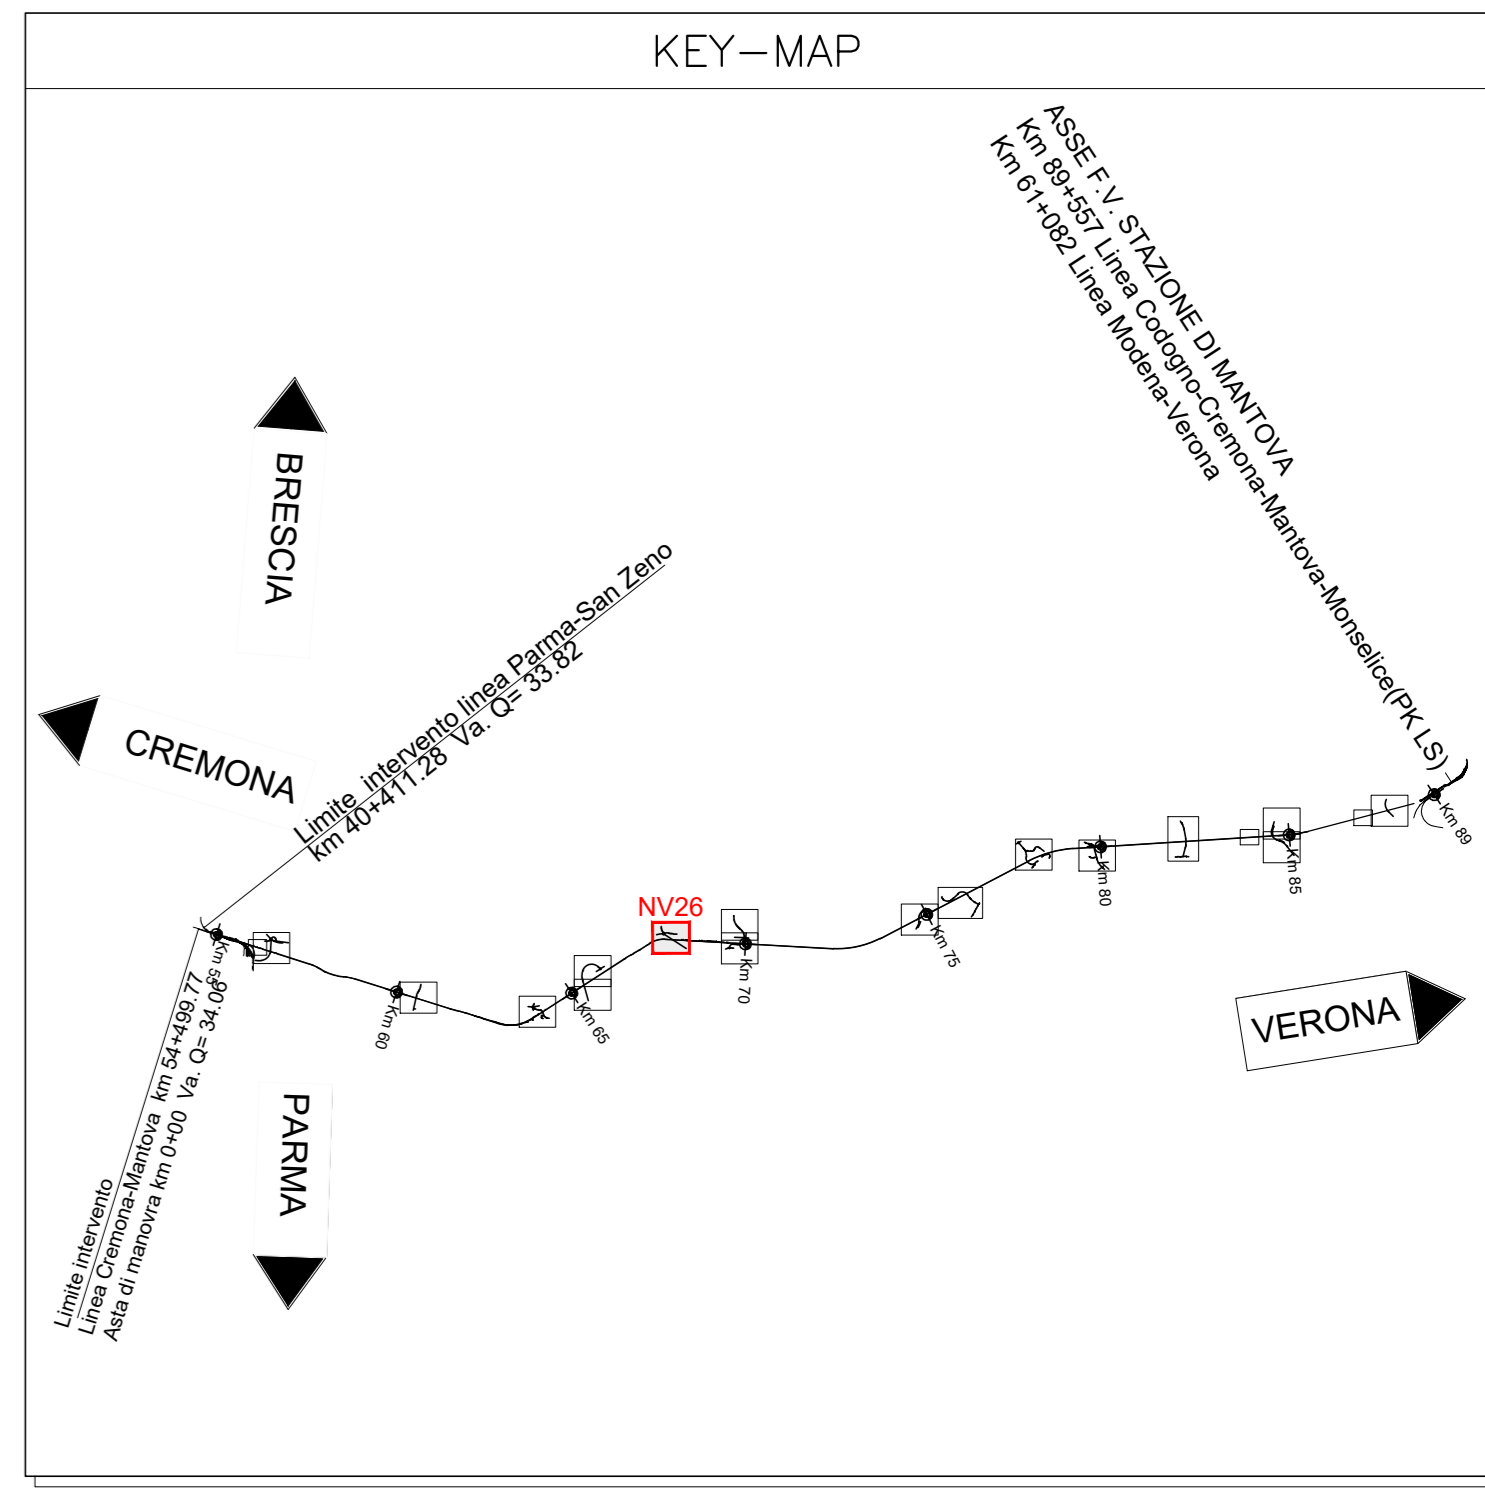 KEY-MAP
ASSE F.V. STAZIONE DI MANTOVA
Km 89+557 Linea Codogno-Cremona-Mantova-Monselice(PK LS)
Km 61+082 Linea Modena-Verona
BRESCIA
CREMONA
Limite intervento linea Parma-San Zeno
km 40+411.28 Va. Q= 33.82
NV26
Km 55
Km 60
Km 65
Km 70
Km 75
Km 80
Km 85
Km 89
VERONA
PARMA
Limite intervento
Linea Cremona-Mantova km 54+499.77
Asta di manovra km 0+00 Va. Q= 34.06